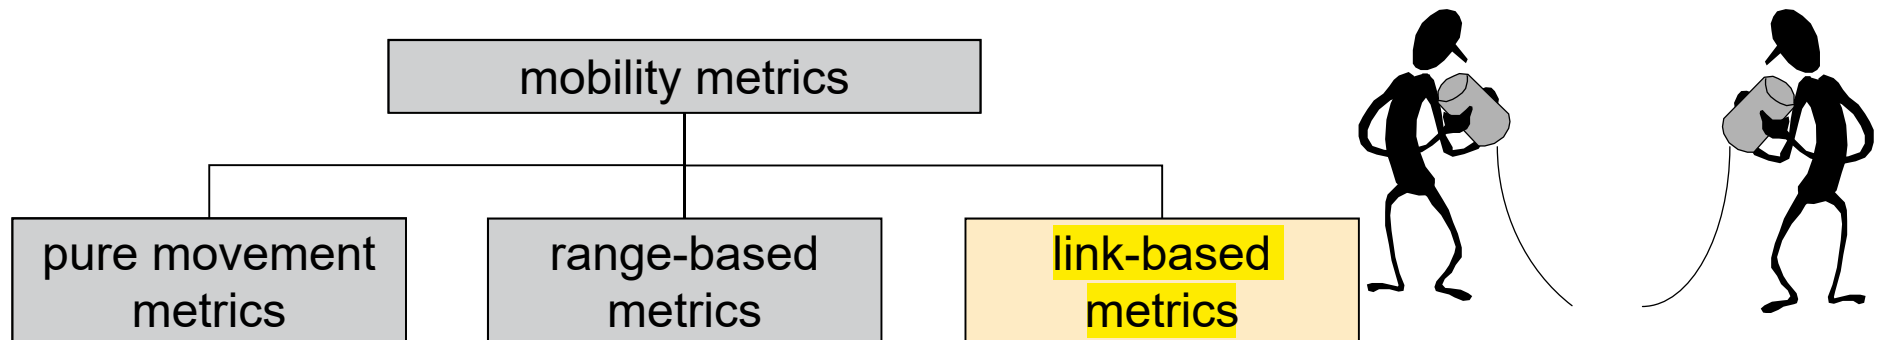 mobility metrics
pure movement
metrics
range-based
metrics
link-based
metrics